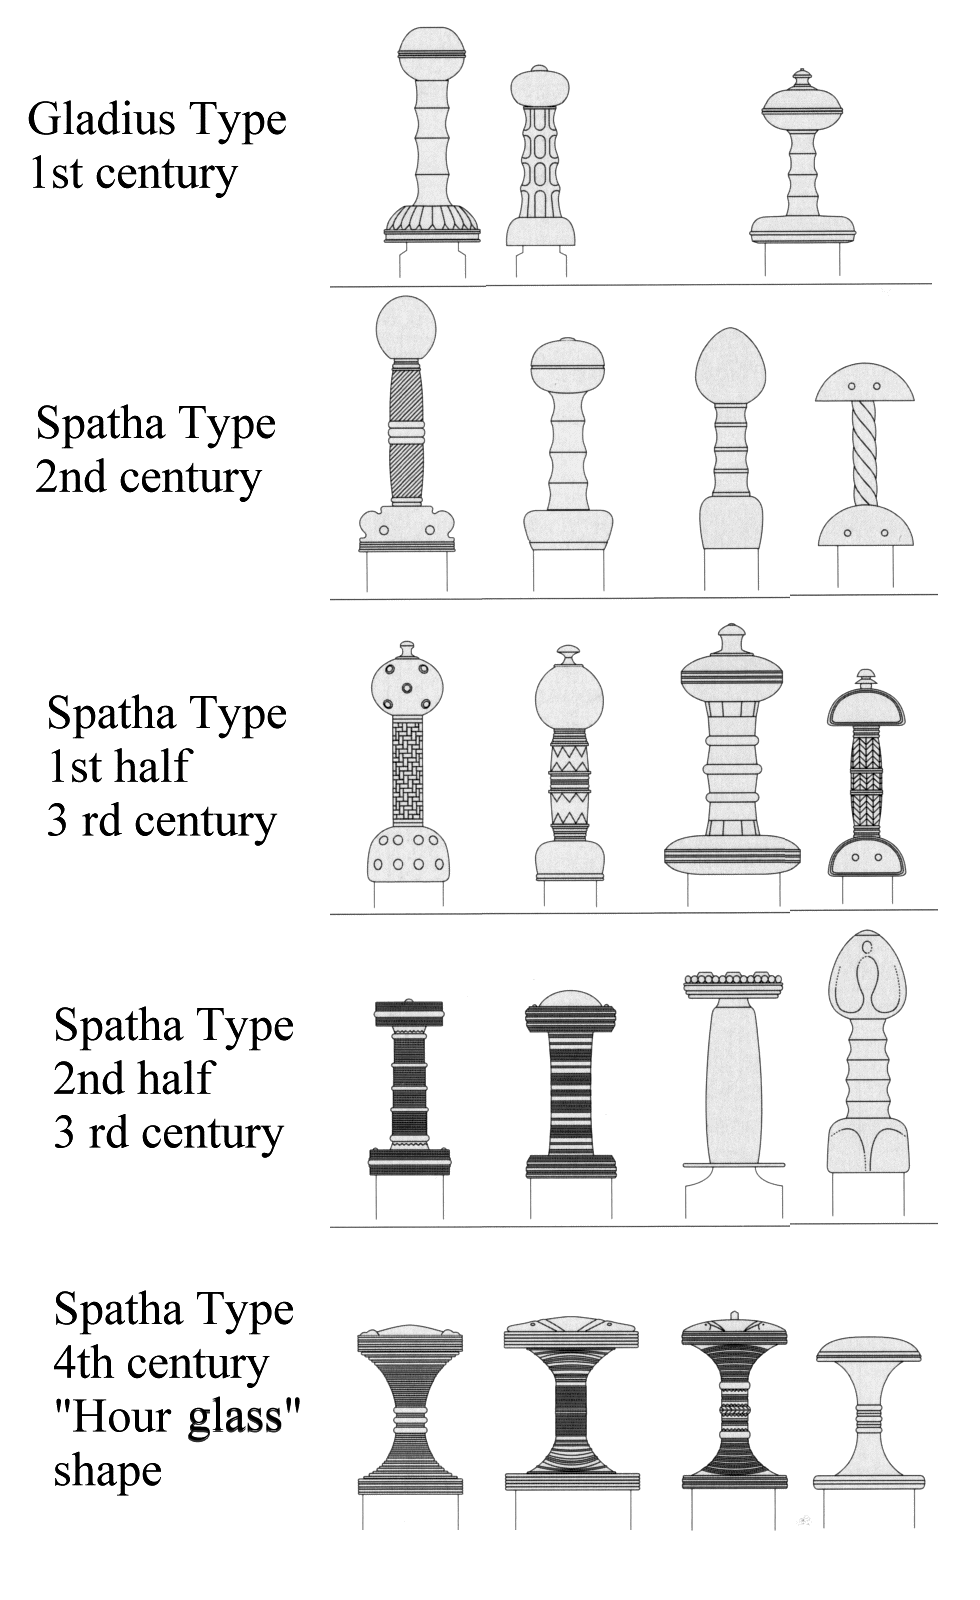 Gladius Type
1st century
Spatha Type
2nd century
Spatha Type
1st half
3 rd century
Spatha Type
2nd half
3 rd century
Spatha Type
4th century
"Hour glass"
shape